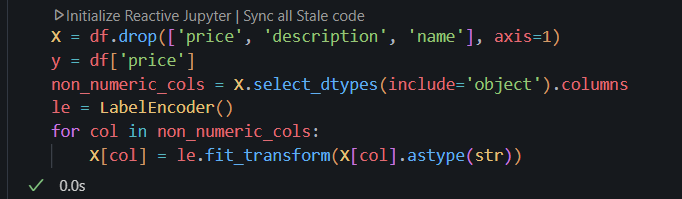 Initialize Reactive Jupyter | Sync all Stale code
X = df.drop(['price', 'description', 'name'], axis=1)
y = df['price']
non_numeric_cols = X.select_dtypes(include='object').columns
le = LabelEncoder()
for col in non_numeric_cols:
    X[col] = le.fit_transform(X[col].astype(str))
0.0s